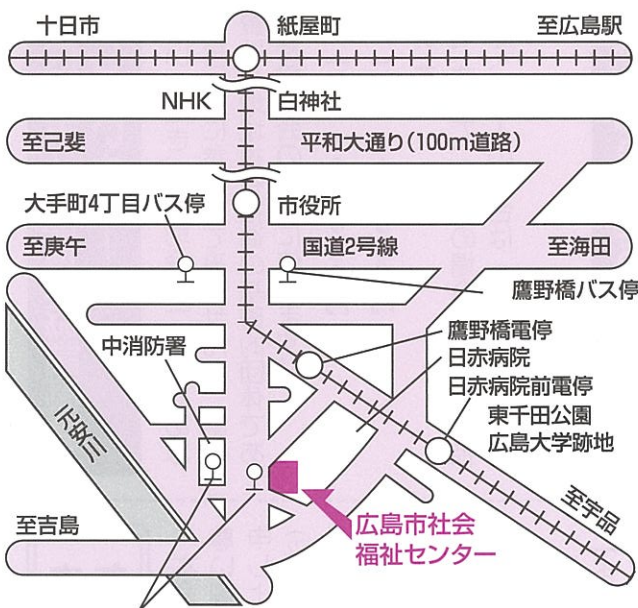 十日市
紙屋町
至広島駅
NHK
白神社
至己斐
平和大通り(100m道路)
大手町4丁目バス停
市役所
至庚午
国道2号線
至海田
鷹野橋バス停
鷹野橋電停
中消防署
日赤病院
日赤病院前電停
東千田公園
広島大学跡地
元安川
至宇品
至吉島
広島市社会
福祉センター